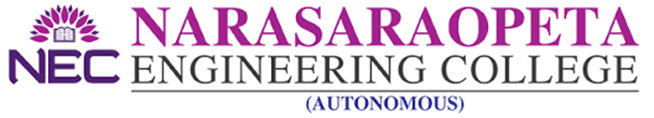 NEC
NARASARAOPETA
ENGINEERING COLLEGE
(AUTONOMOUS)